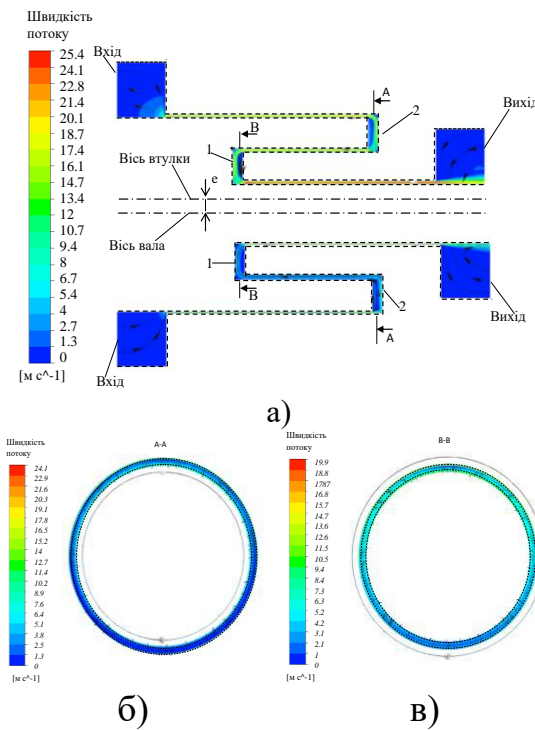 Швидкість
потоку
25.4
24.1
22.8
21.4
20.1
18.7
17.4
16.1
14.7
13.4
12
10.7
9.4
8
6.7
5.4
4
2.7
1.3
0
[м с^-1]
Вхід
A
2
Вихід
B
1
Вісь втулки
e
Вісь вала
1
B
2
A
Вихід
Вхід
а)
Швидкість
потоку
24.1
22.9
21.6
20.3
19.1
17.8
16.5
15.2
14
12.7
11.4
10.2
8.9
7.6
6.4
5.1
3.8
2.5
1.3
0
[м с^-1]
A-A
Швидкість
потоку
19.9
18.8
1787
15.7
14.7
13.6
12.6
11.5
10.5
9.4
8.4
7.3
6.3
5.2
4.2
3.1
2.1
1
0
[м с^-1]
B-B
б)
в)